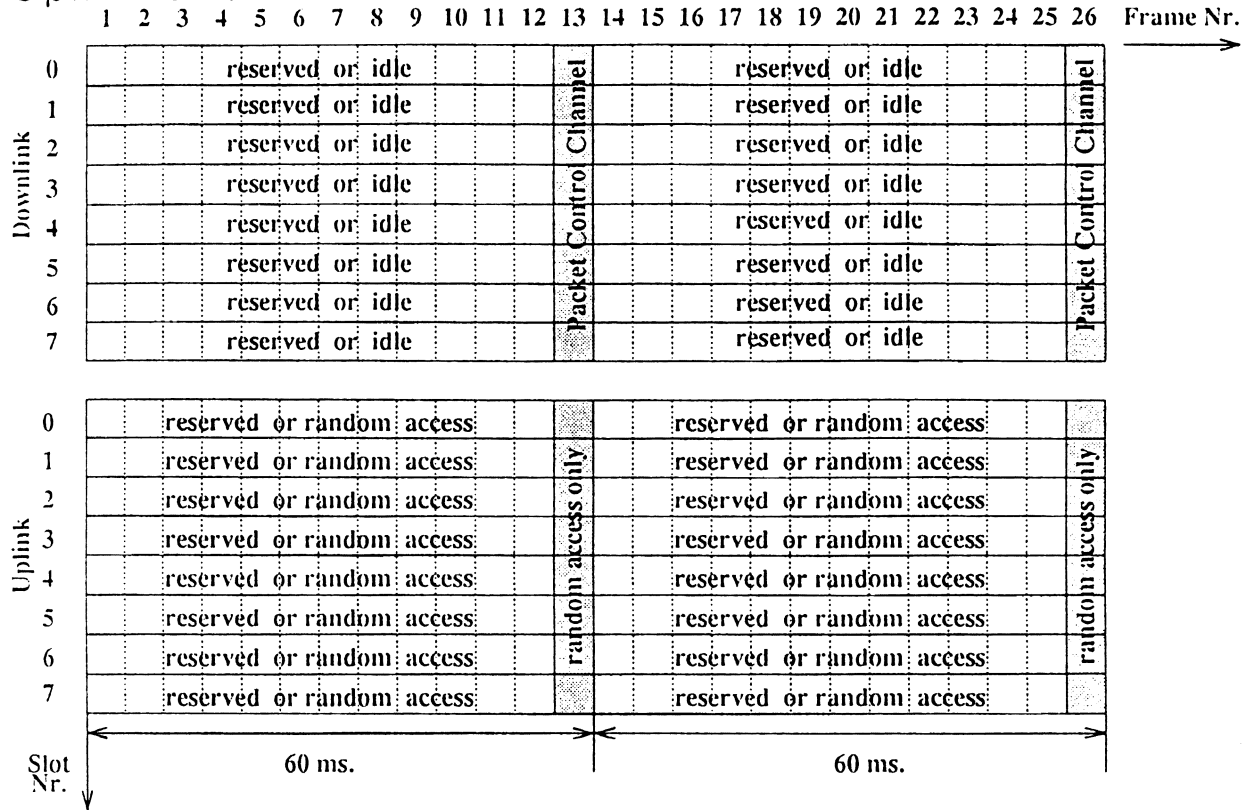 1 2 3 4 5 6 7 8 9 10 11 12 13 14 15 16 17 18 19 20 21 22 23 24 25 26 Frame Nr.
Downlink
0 reserved or idle reserved or idle
1 reserved or idle reserved or idle
2 reserved or idle reserved or idle
3 reserved or idle reserved or idle
4 reserved or idle reserved or idle
5 reserved or idle reserved or idle
6 reserved or idle reserved or idle
7 reserved or idle reserved or idle
Packet Control Channel
Packet Control Channel
Uplink
0 reserved or random access reserved or random access
1 reserved or random access reserved or random access
2 reserved or random access reserved or random access
3 reserved or random access reserved or random access
4 reserved or random access reserved or random access
5 reserved or random access reserved or random access
6 reserved or random access reserved or random access
7 reserved or random access reserved or random access
random access only
random access only
60 ms. 60 ms.
Slot
Nr.